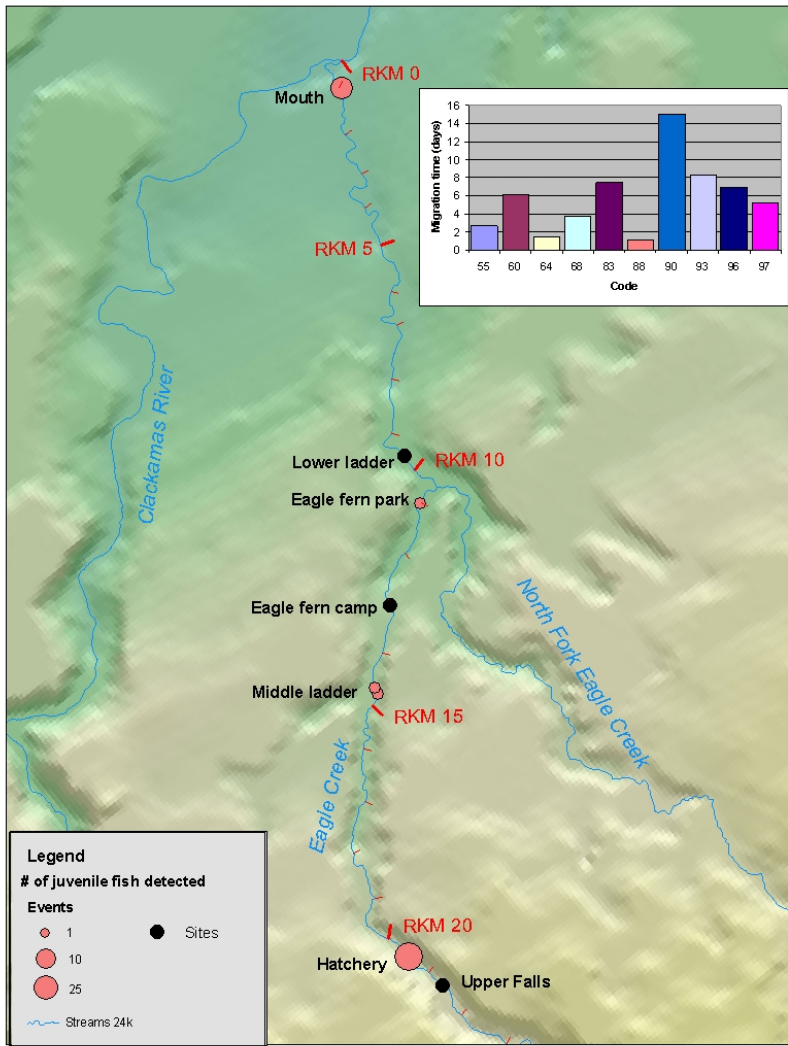 RKM 0
Mouth
16
14
12
10
8
6
4
2
0
Migration time (days)
55 60 64 68 83 88 90 93 96 97
Code
RKM 5
Clackamas River
Lower ladder
RKM 10
Eagle fern park
Eagle fern camp
North Fork Eagle Creek
Middle ladder
RKM 15
Eagle Creek
RKM 20
Hatchery
Upper Falls
Legend
# of juvenile fish detected
Events
1 Sites
10
25
Streams 24k